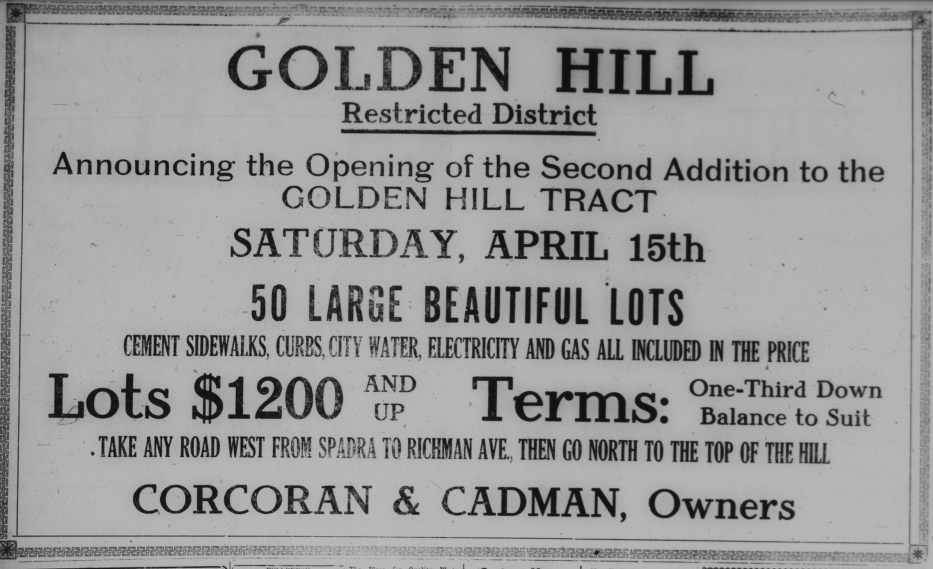 GOLDEN HILL
Restricted District
Announcing the Opening of the Second Addition to the
GOLDEN HILL TRACT
SATURDAY, APRIL 15th
50 LARGE BEAUTIFUL LOTS
CEMENT SIDEWALKS, CURBS, CITY WATER, ELECTRICITY AND GAS ALL INCLUDED IN THE PRICE
Lots $1200 AND UP Terms: One-Third Down Balance to Suit
TAKE ANY ROAD WEST FROM SPADRA TO RICHMAN AVE., THEN GO NORTH TO THE TOP OF THE HILL
CORCORAN & CADMAN, Owners